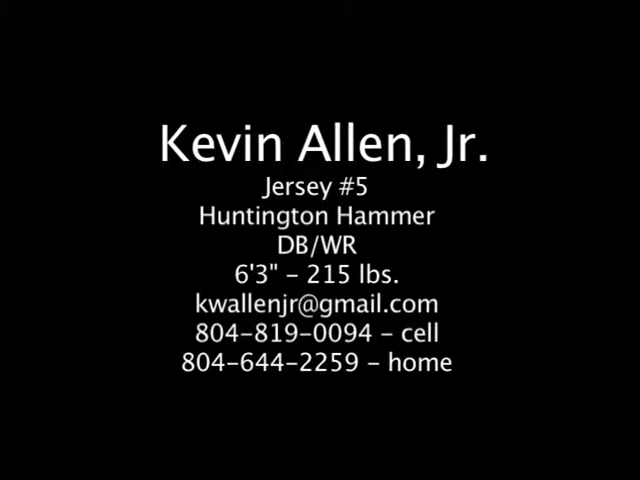 Kevin Allen, Jr.
Jersey #5
Huntington Hammer
DB/WR
6'3" - 215 lbs.
kwallenjr@gmail.com
804-819-0094 - cell
804-644-2259 - home